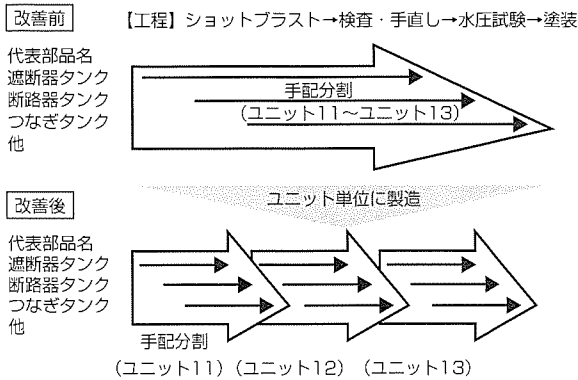 改善前
【工程】ショットブラスト→検査・手直し→水圧試験→塗装
代表部品名
遮断器タンク
断路器タンク
つなぎタンク
他
手配分割
（ユニット11～ユニット13）
ユニット単位に製造
改善後
代表部品名
遮断器タンク
断路器タンク
つなぎタンク
他
手配分割
（ユニット11）（ユニット12）（ユニット13）